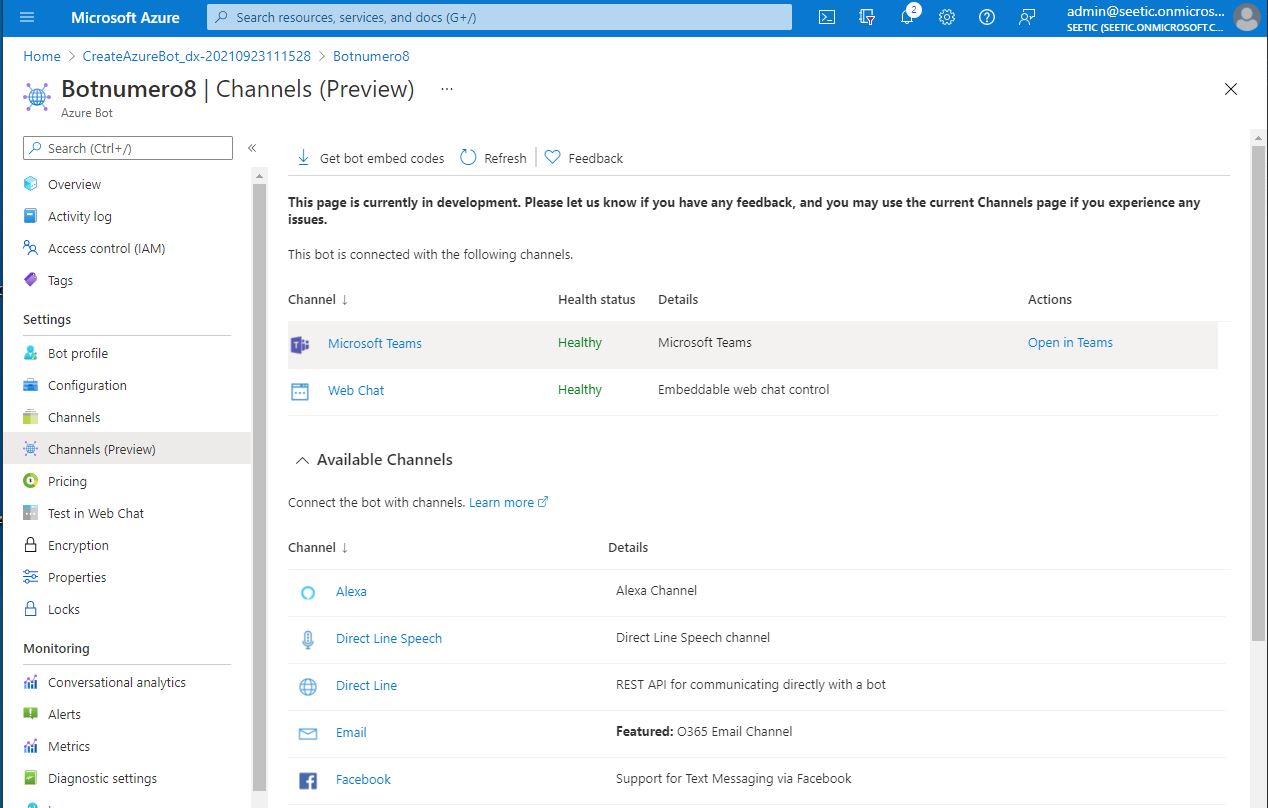 Microsoft Azure
Search resources, services, and docs (G+/)
2
admin@seetic.onmicros...
SEETIC (SEETIC.ONMICROSOFT.C...
Home > CreateAzureBot_dx-20210923111528 > Botnumero8
Botnumero8 | Channels (Preview) ...
Azure Bot
Search (Ctrl+/)
«
Overview
Activity log
Access control (IAM)
Tags
Settings
Bot profile
Configuration
Channels
Channels (Preview)
Pricing
Test in Web Chat
Encryption
Properties
Locks
Monitoring
Conversational analytics
Alerts
Metrics
Diagnostic settings
Get bot embed codes Refresh Feedback
This page is currently in development. Please let us know if you have any feedback, and you may use the current Channels page if you experience any
issues.
This bot is connected with the following channels.
Channel ↓ Health status Details Actions
Microsoft Teams Healthy Microsoft Teams Open in Teams
Web Chat Healthy Embeddable web chat control
Available Channels
Connect the bot with channels. Learn more
Channel ↓ Details
Alexa Alexa Channel
Direct Line Speech Direct Line Speech channel
Direct Line REST API for communicating directly with a bot
Email Featured: O365 Email Channel
Facebook Support for Text Messaging via Facebook